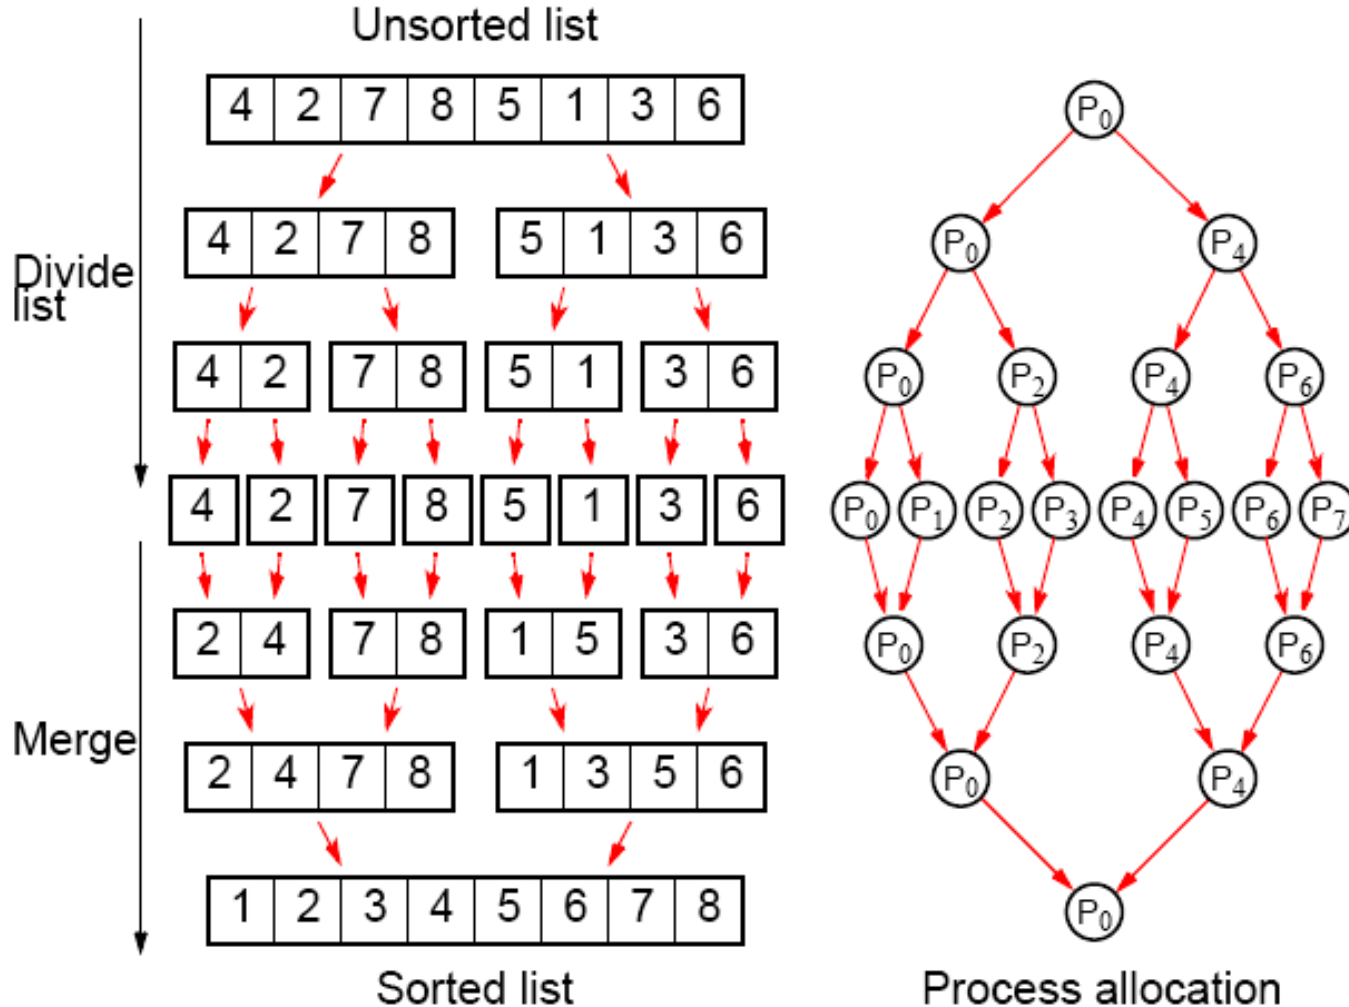 Unsorted list
4 2 7 8 5 1 3 6
P0
4 2 7 8 5 1 3 6
P0 P4
Divide
list
4 2 7 8 5 1 3 6
P0 P2 P4 P6
4 2 7 8 5 1 3 6
P0 P1 P2 P3 P4 P5 P6 P7
2 4 7 8 1 5 3 6
P0 P2 P4 P6
Merge
2 4 7 8 1 3 5 6
P0 P4
1 2 3 4 5 6 7 8
P0
Sorted list
Process allocation